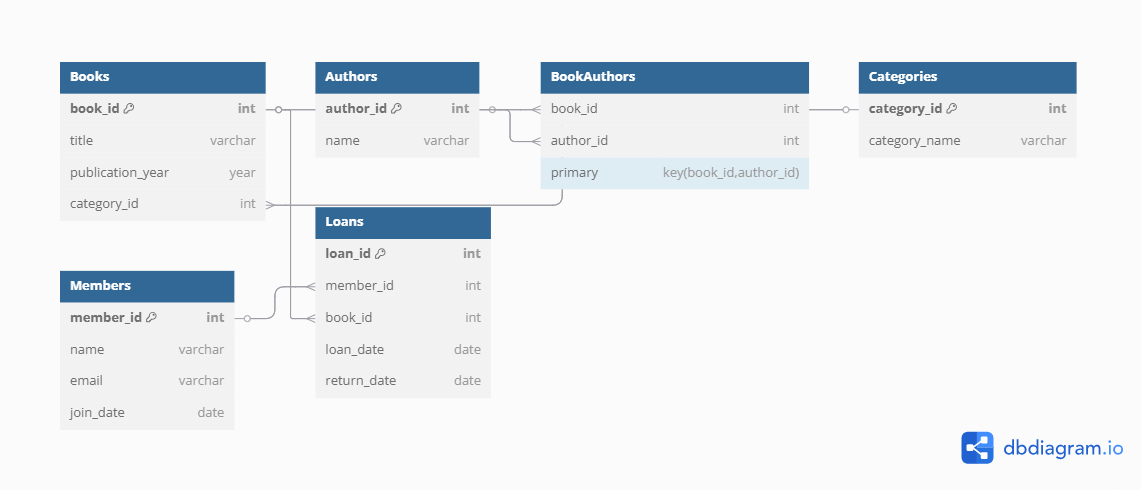 Books
book_id int
title varchar
publication_year year
category_id int
Authors
author_id int
name varchar
BookAuthors
book_id int
author_id int
primary key(book_id,author_id)
Categories
category_id int
category_name varchar
Loans
loan_id int
member_id int
book_id int
loan_date date
return_date date
Members
member_id int
name varchar
email varchar
join_date date
dbdiagram.io